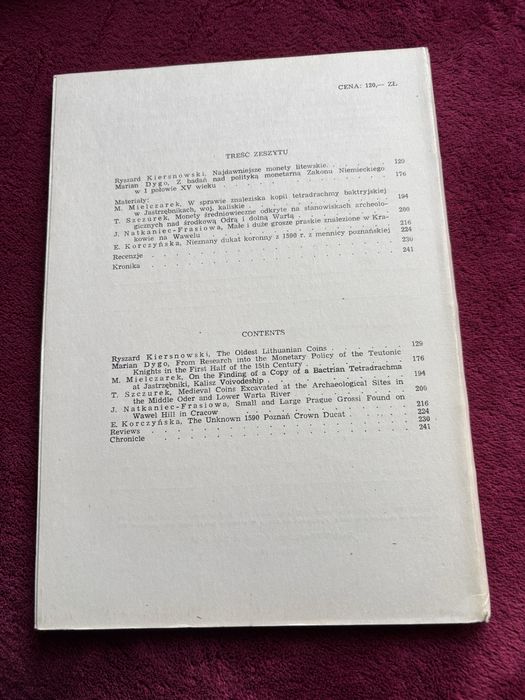 CENA: 120,— ZŁ
TREŚĆ ZESZYTU
Ryszard Kiersnowski, Najdawniejsze monety litewskie . . . . . . 129
Marian Dygo, Z badań nad polityką monetarną Zakonu Niemieckiego
w I połowie XV wieku . . . . . . . . . . . . . 176
Materiały:
M. Mielczarek, W sprawie znaleziska kopii tetradrachmy baktryjskiej
w Jastrzębnikach, woj. kaliskie . . . . . . . . . . . 194
T. Szczurek, Monety średniowieczne odkryte na stanowiskach archeolo-
gicznych nad środkową Odrą i dolną Wartą . . . . . . . 200
J. Natkaniec-Frasiowa, Małe i duże grosze praskie znalezione w Kra-
kowie na Wawelu . . . . . . . . . . . . . 216
E. Korczyńska, Nieznany dukat koronny z 1590 r. z mennicy poznańskiej 224
Recenzje . . . . . . . . . . . . . . . . 230
Kronika . . . . . . . . . . . . . . . . 241
CONTENTS
Ryszard Kiersnowski, The Oldest Lithuanian Coins . . . . . . 129
Marian Dygo, From Research into the Monetary Policy of the Teutonic
Knights in the First Half of the 15th Century . . . . . . . 176
M. Mielczarek, On the Finding of a Copy of a Bactrian Tetradrachma
at Jastrzębniki, Kalisz Voivodeship . . . . . . . . . 194
T. Szczurek, Medieval Coins Excavated at the Archaeological Sites in
the Middle Oder and Lower Warta River . . . . . . . . 200
J. Natkaniec-Frasiowa, Small and Large Prague Grossi Found on
Wawel Hill in Cracow . . . . . . . . . . . . 216
E. Korczyńska, The Unknown 1590 Poznań Crown Ducat . . . . 224
Reviews . . . . . . . . . . . . . . . . 230
Chronicle . . . . . . . . . . . . . . . 241